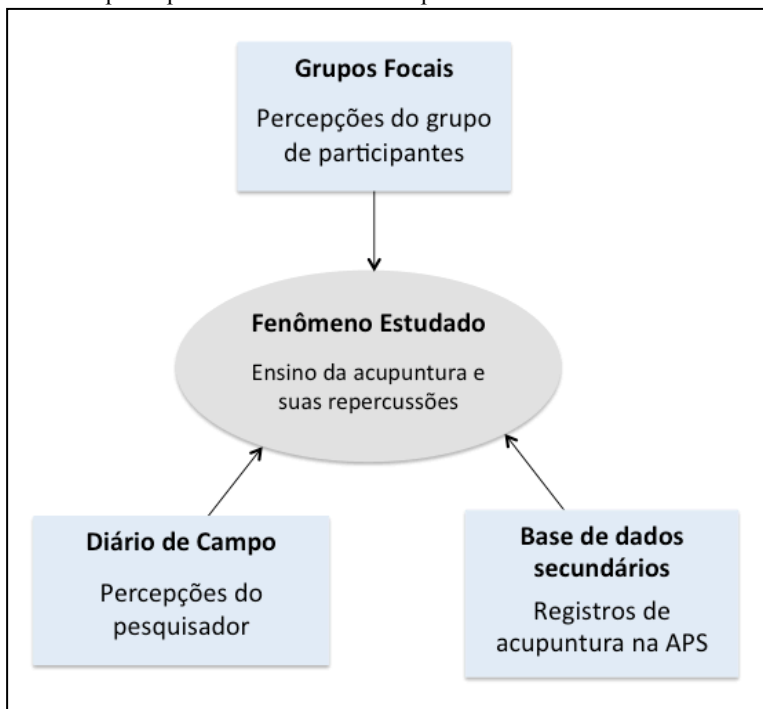 Grupos Focais
Percepções do grupo
de participantes
Fenômeno Estudado
Ensino da acupuntura e
suas repercussões
Diário de Campo
Percepções do
pesquisador
Base de dados
secundários
Registros de
acupuntura na APS